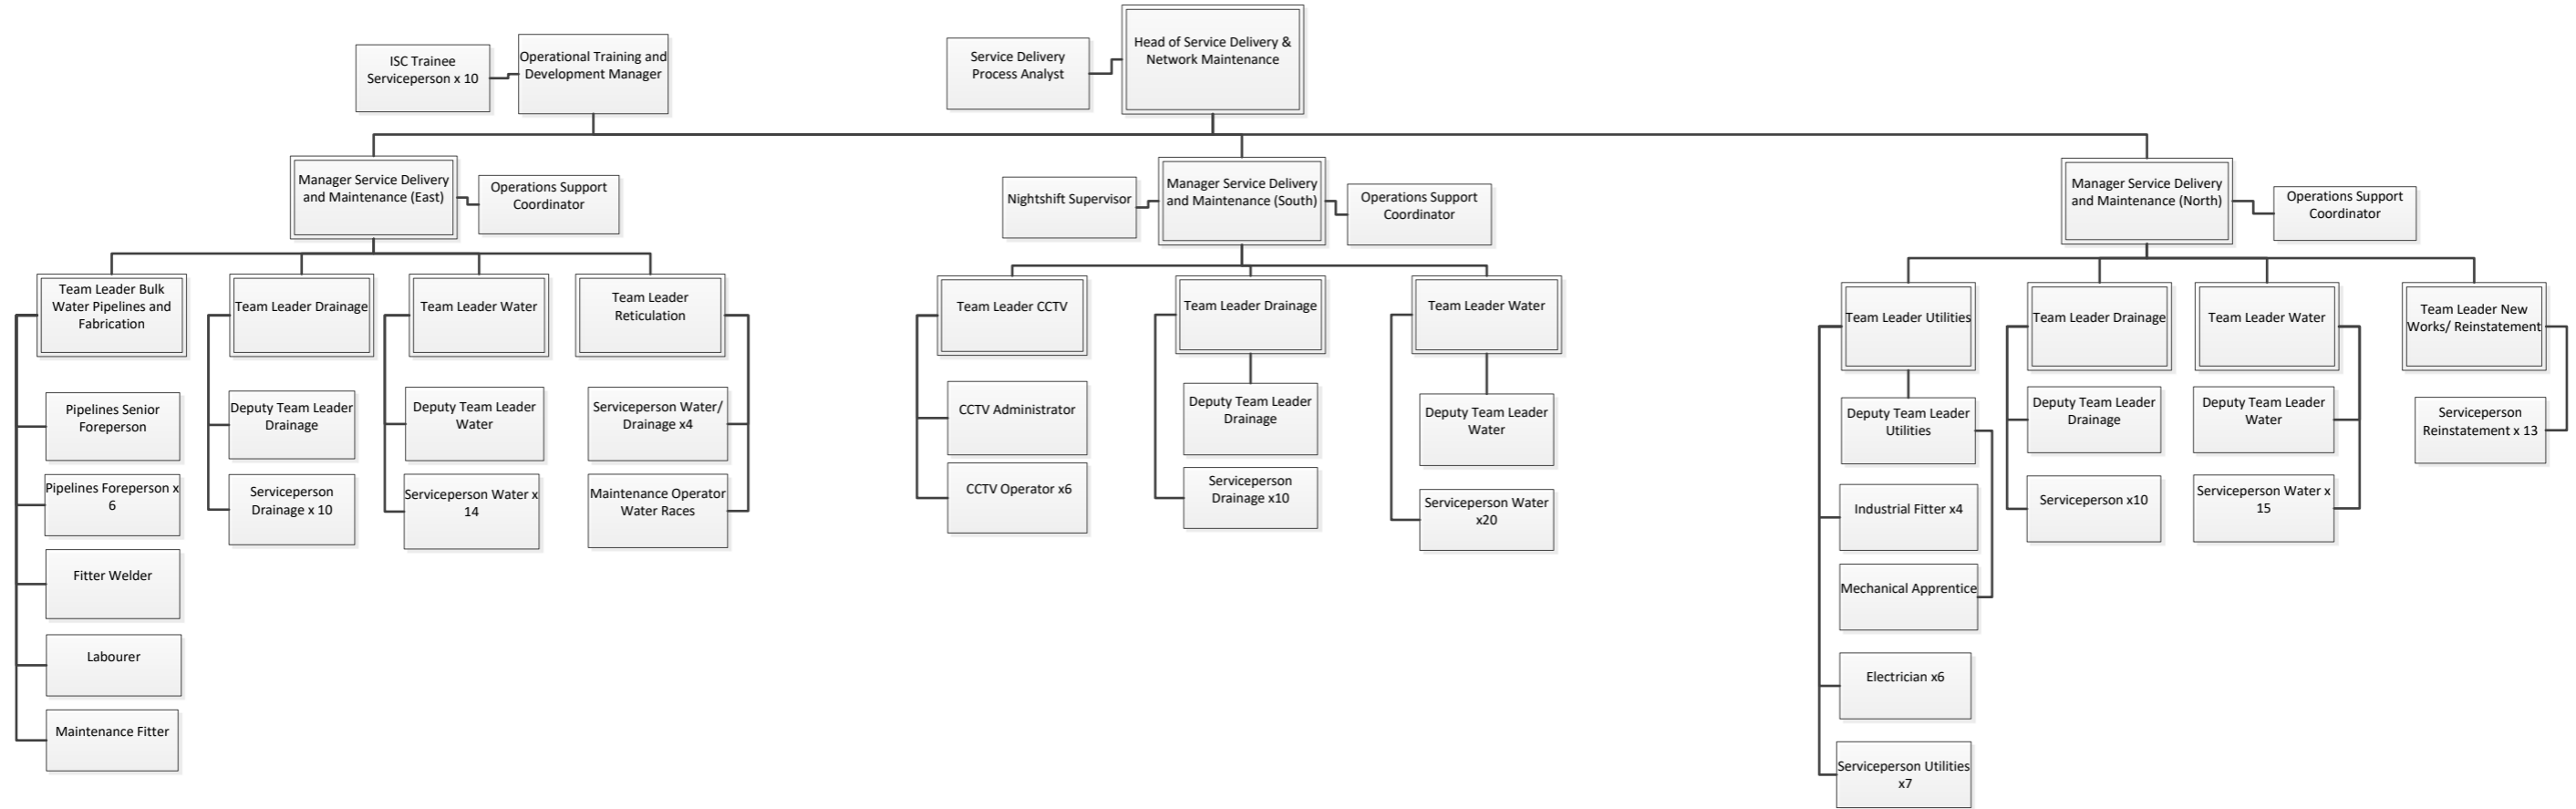 Head of Service Delivery &
Network Maintenance
Service Delivery
Process Analyst
Operational Training and
Development Manager
ISC Trainee
Serviceperson x 10
Manager Service Delivery
and Maintenance (East)
Operations Support
Coordinator
Nightshift Supervisor
Manager Service Delivery
and Maintenance (South)
Operations Support
Coordinator
Manager Service Delivery
and Maintenance (North)
Operations Support
Coordinator
Team Leader Bulk
Water Pipelines and
Fabrication
Pipelines Senior
Foreperson
Pipelines Foreperson x
6
Fitter Welder
Labourer
Maintenance Fitter
Team Leader Drainage
Deputy Team Leader
Drainage
Serviceperson
Drainage x 10
Team Leader Water
Deputy Team Leader
Water
Serviceperson Water x
14
Team Leader
Reticulation
Serviceperson Water/
Drainage x4
Maintenance Operator
Water Races
Team Leader CCTV
CCTV Administrator
CCTV Operator x6
Team Leader Drainage
Deputy Team Leader
Drainage
Serviceperson
Drainage x10
Team Leader Water
Deputy Team Leader
Water
Serviceperson Water
x20
Team Leader Utilities
Deputy Team Leader
Utilities
Industrial Fitter x4
Mechanical Apprentice
Electrician x6
Serviceperson Utilities
x7
Team Leader Drainage
Deputy Team Leader
Drainage
Serviceperson x10
Team Leader Water
Deputy Team Leader
Water
Serviceperson Water x
15
Team Leader New
Works/ Reinstatement
Serviceperson
Reinstatement x 13